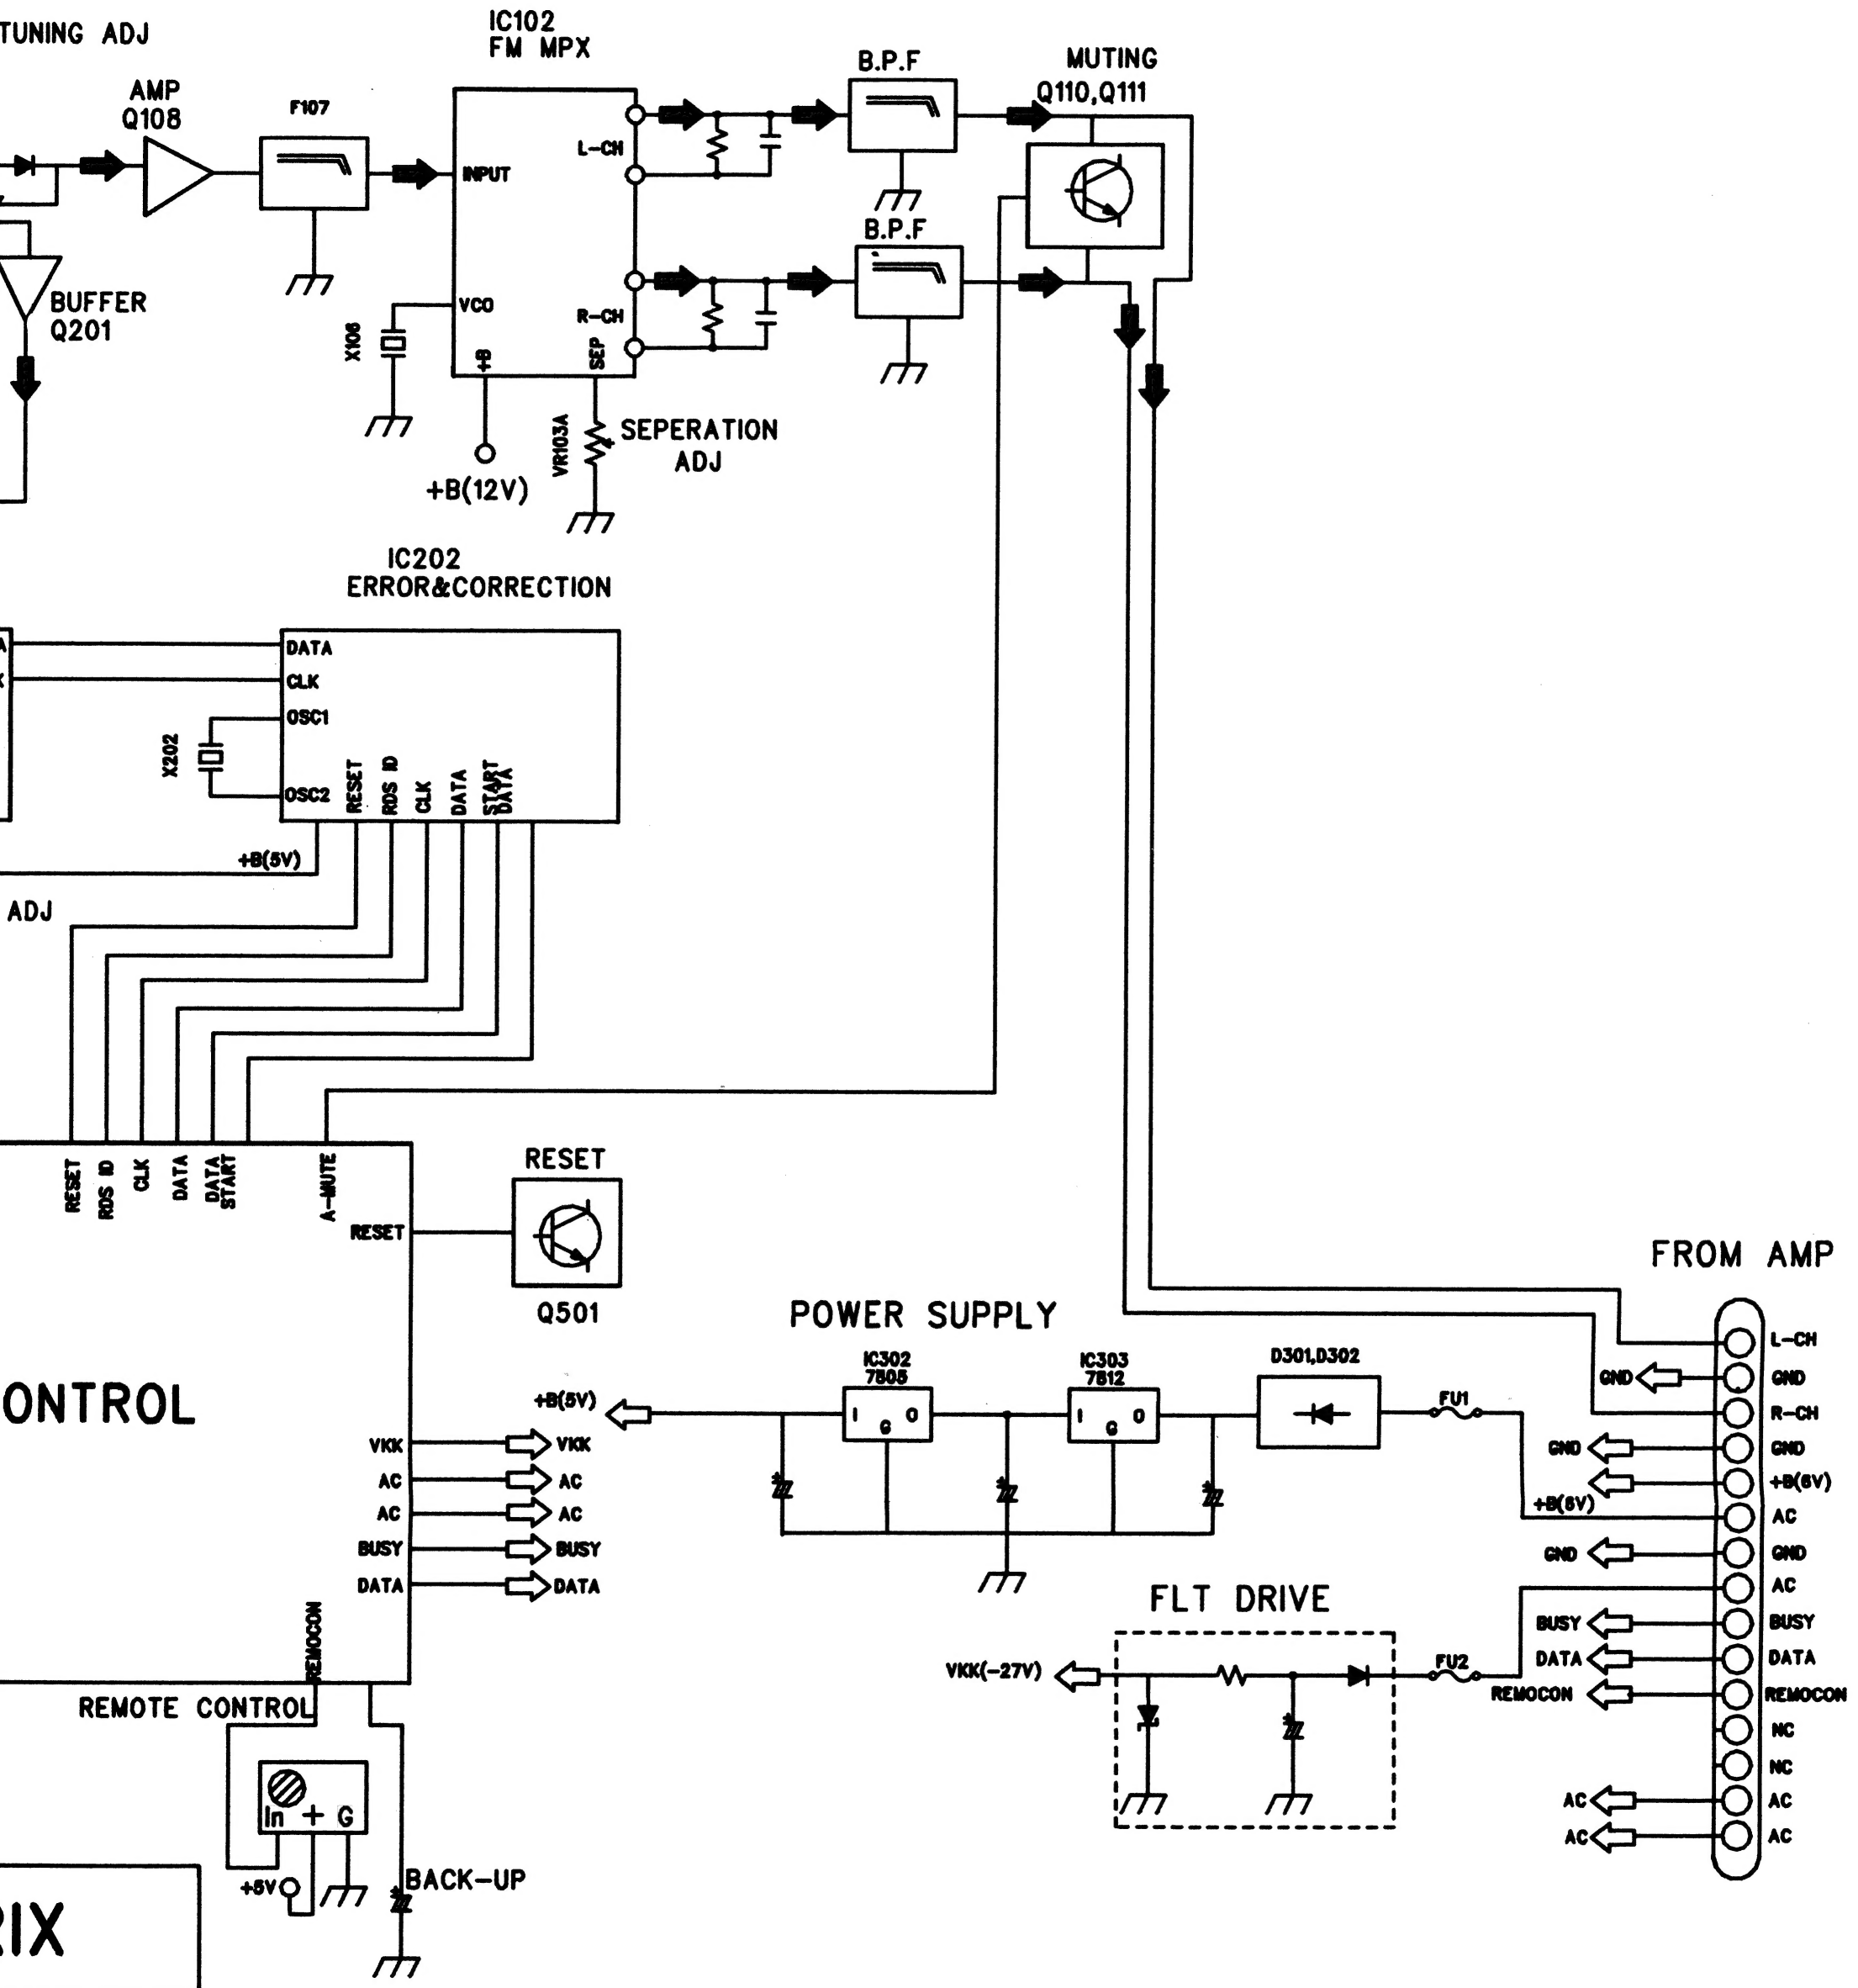 TUNING ADJ
IC102
FM MPX
AMP
Q108
F107
INPUT
L-CH
VCO
R-CH
+B
SEP
X106
+B(12V)
VR103A
SEPERATION
ADJ
B.P.F
B.P.F
MUTING
Q110,Q111
BUFFER
Q201
IC202
ERROR&CORRECTION
DATA
CLK
OSC1
OSC2
X202
RESET
RDS ID
CLK
DATA
START
DATA
+B(5V)
ADJ
RESET
RDS ID
CLK
DATA
DATA
START
A-MUTE
RESET
RESET
Q501
ONTROL
VKK
VKK
AC
AC
AC
AC
BUSY
BUSY
DATA
DATA
REMOCON
REMOTE CONTROL
In + G
+5V
BACK-UP
RIX
POWER SUPPLY
+B(5V)
IC302
7805
I O
G
IC303
7812
I O
G
D301,D302
FU1
FLT DRIVE
VKK(-27V)
FU2
FROM AMP
L-CH
GND
GND
R-CH
GND
GND
+B(6V)
+B(6V)
AC
GND
GND
AC
BUSY
BUSY
DATA
DATA
REMOCON
REMOCON
NC
NC
AC
AC
AC
AC